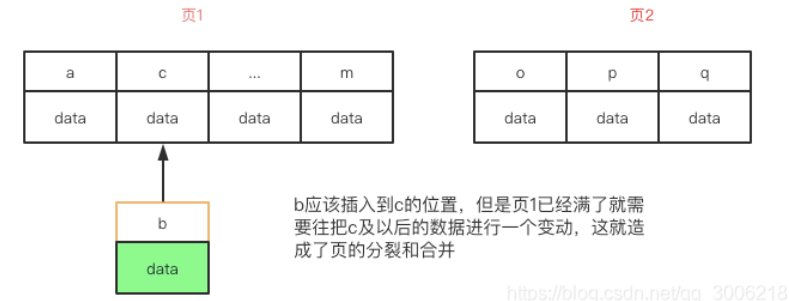 页1
页2
a c ... m
o p q
data data data data
data data data
b
data
b应该插入到c的位置，但是页1已经满了就需
要往把c及以后的数据进行一个变动，这就造
成了页的分裂和合并
https://blog.csdn.net/qq_3006218